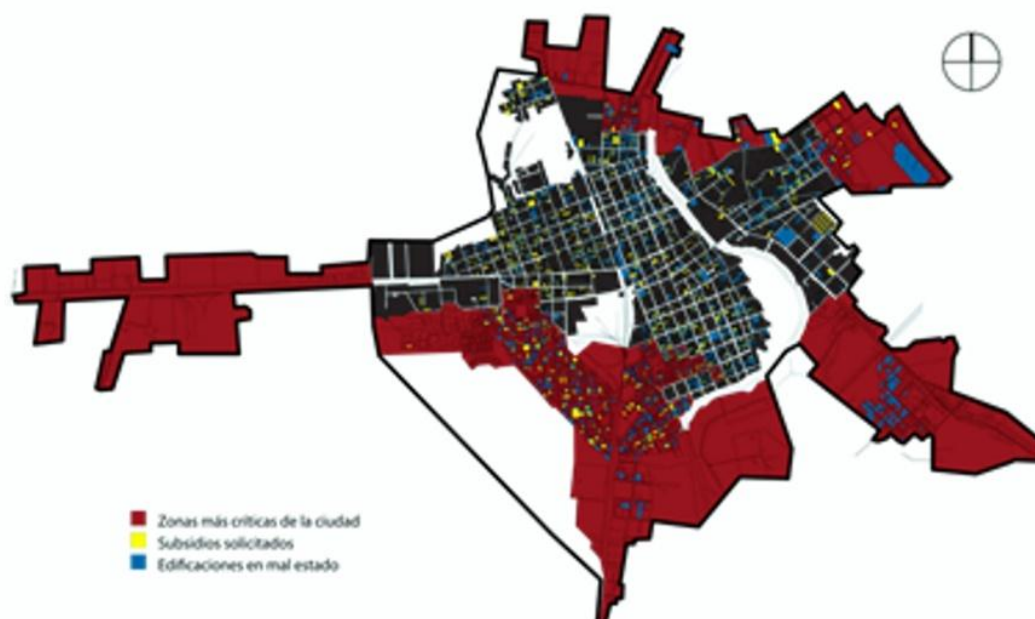 Zonas más críticas de la ciudad
Subsidios solicitados
Edificaciones en mal estado